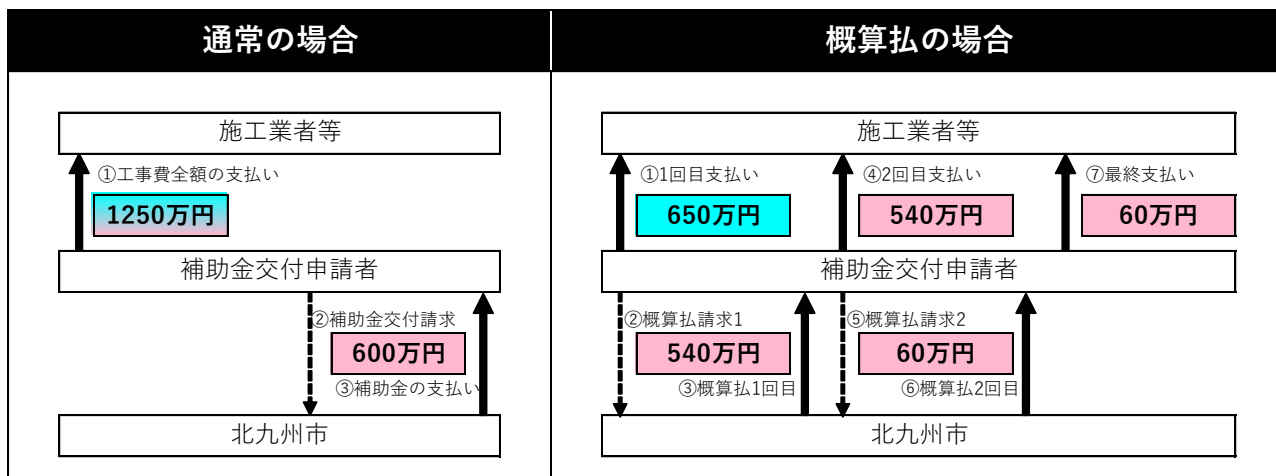 通常の場合
施工業者等
①工事費全額の支払い
1250万円
補助金交付申請者
②補助金交付請求
600万円
③補助金の支払い
北九州市
概算払の場合
施工業者等
①1回目支払い
④2回目支払い
⑦最終支払い
650万円
540万円
60万円
補助金交付申請者
②概算払請求1
⑤概算払請求2
540万円
60万円
③概算払1回目
⑥概算払2回目
北九州市